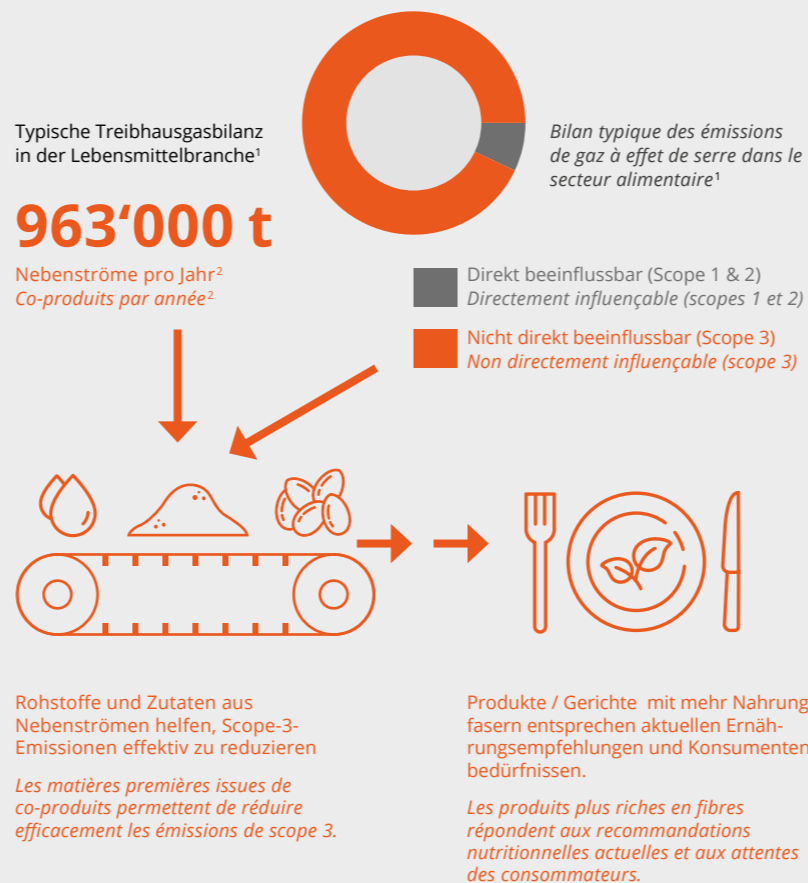 Typische Treibhausgasbilanz
in der Lebensmittelbranche¹
Bilan typique des émissions
de gaz à effet de serre dans le
secteur alimentaire¹
963‘000 t
Nebenströme pro Jahr²
Co-produits par année²
Direkt beeinflussbar (Scope 1 & 2)
Directement influençable (scopes 1 et 2)
Nicht direkt beeinflussbar (Scope 3)
Non directement influençable (scope 3)
Rohstoffe und Zutaten aus
Nebenströmen helfen, Scope-3-
Emissionen effektiv zu reduzieren
Les matières premières issues de
co-produits permettent de réduire
efficacement les émissions de scope 3.
Produkte / Gerichte mit mehr Nahrung
fasern entsprechen aktuellen Ernäh-
rungsempfehlungen und Konsumenten
bedürfnissen.
Les produits plus riches en fibres
répondent aux recommandations
nutritionnelles actuelles et aux attentes
des consommateurs.